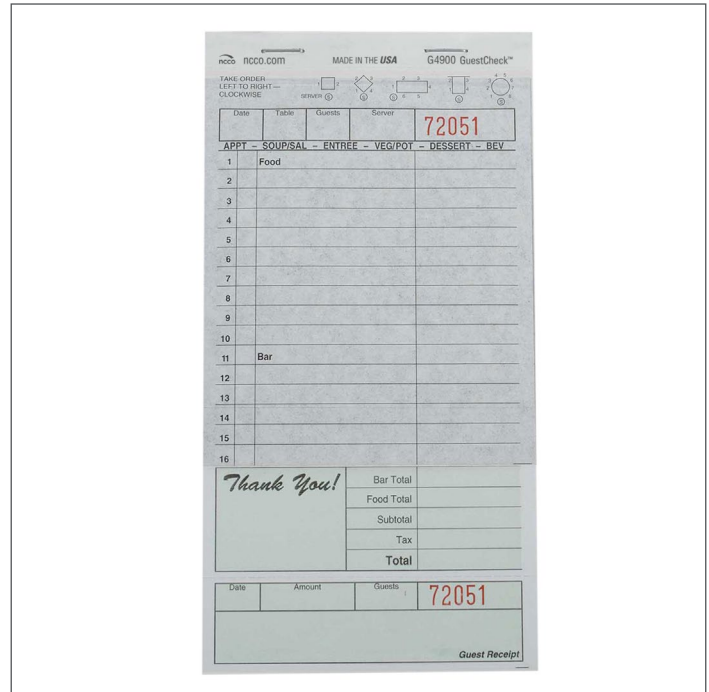 ncco ncco.com MADE IN THE USA G4900 GuestCheck™
TAKE ORDER
LEFT TO RIGHT—
CLOCKWISE
SERVER
Date Table Guests Server 72051
APPT – SOUP/SAL – ENTREE – VEG/POT – DESSERT – BEV
1 Food
2
3
4
5
6
7
8
9
10
11 Bar
12
13
14
15
16
Thank You!
Bar Total
Food Total
Subtotal
Tax
Total
Date Amount Guests 72051
Guest Receipt